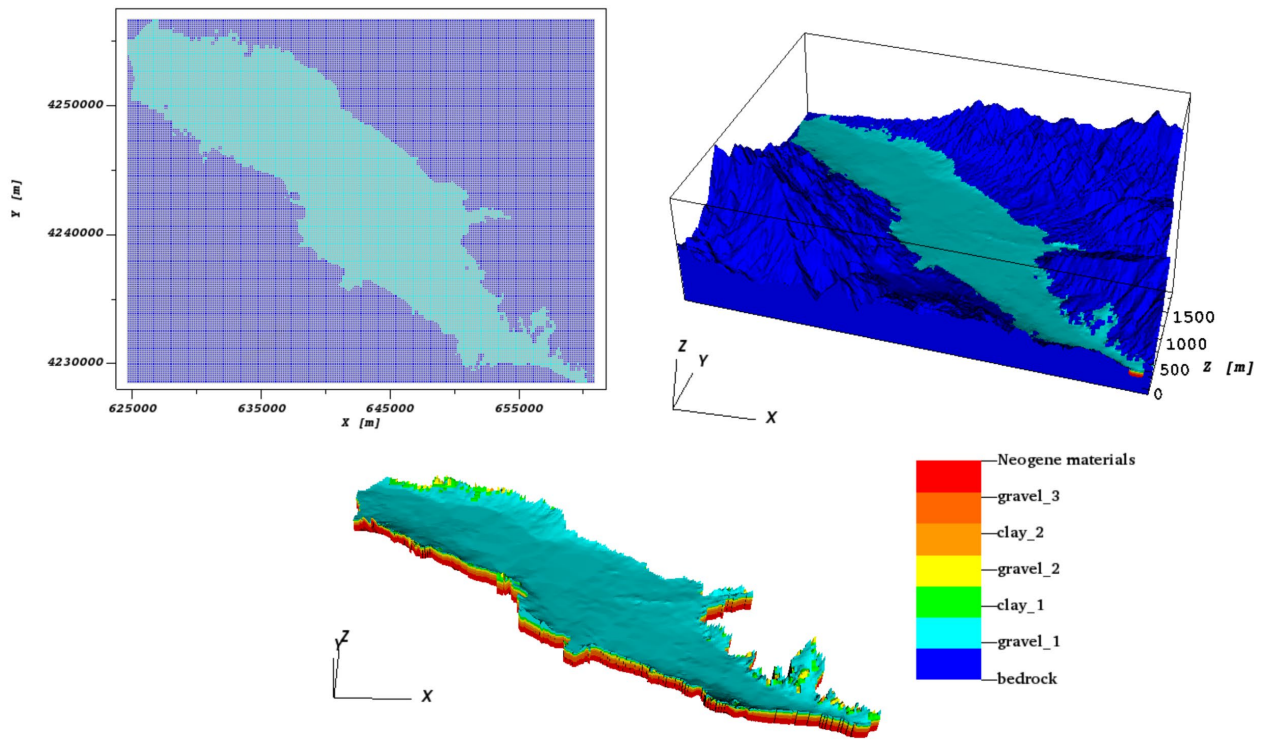 4250000
4240000
4230000
Y [m]
625000 635000 645000 655000
X [m]
1500
1000
500
0
Z [m]
Z
Y
X
Neogene materials
gravel_3
clay_2
gravel_2
clay_1
gravel_1
bedrock
Z
Y
X